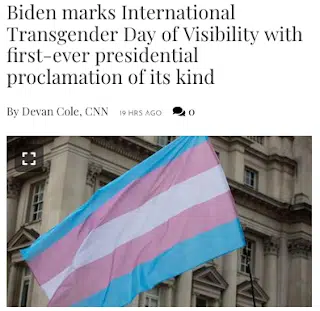 Biden marks International
Transgender Day of Visibility with
first-ever presidential
proclamation of its kind
By Devan Cole, CNN 19 HRS AGO 0